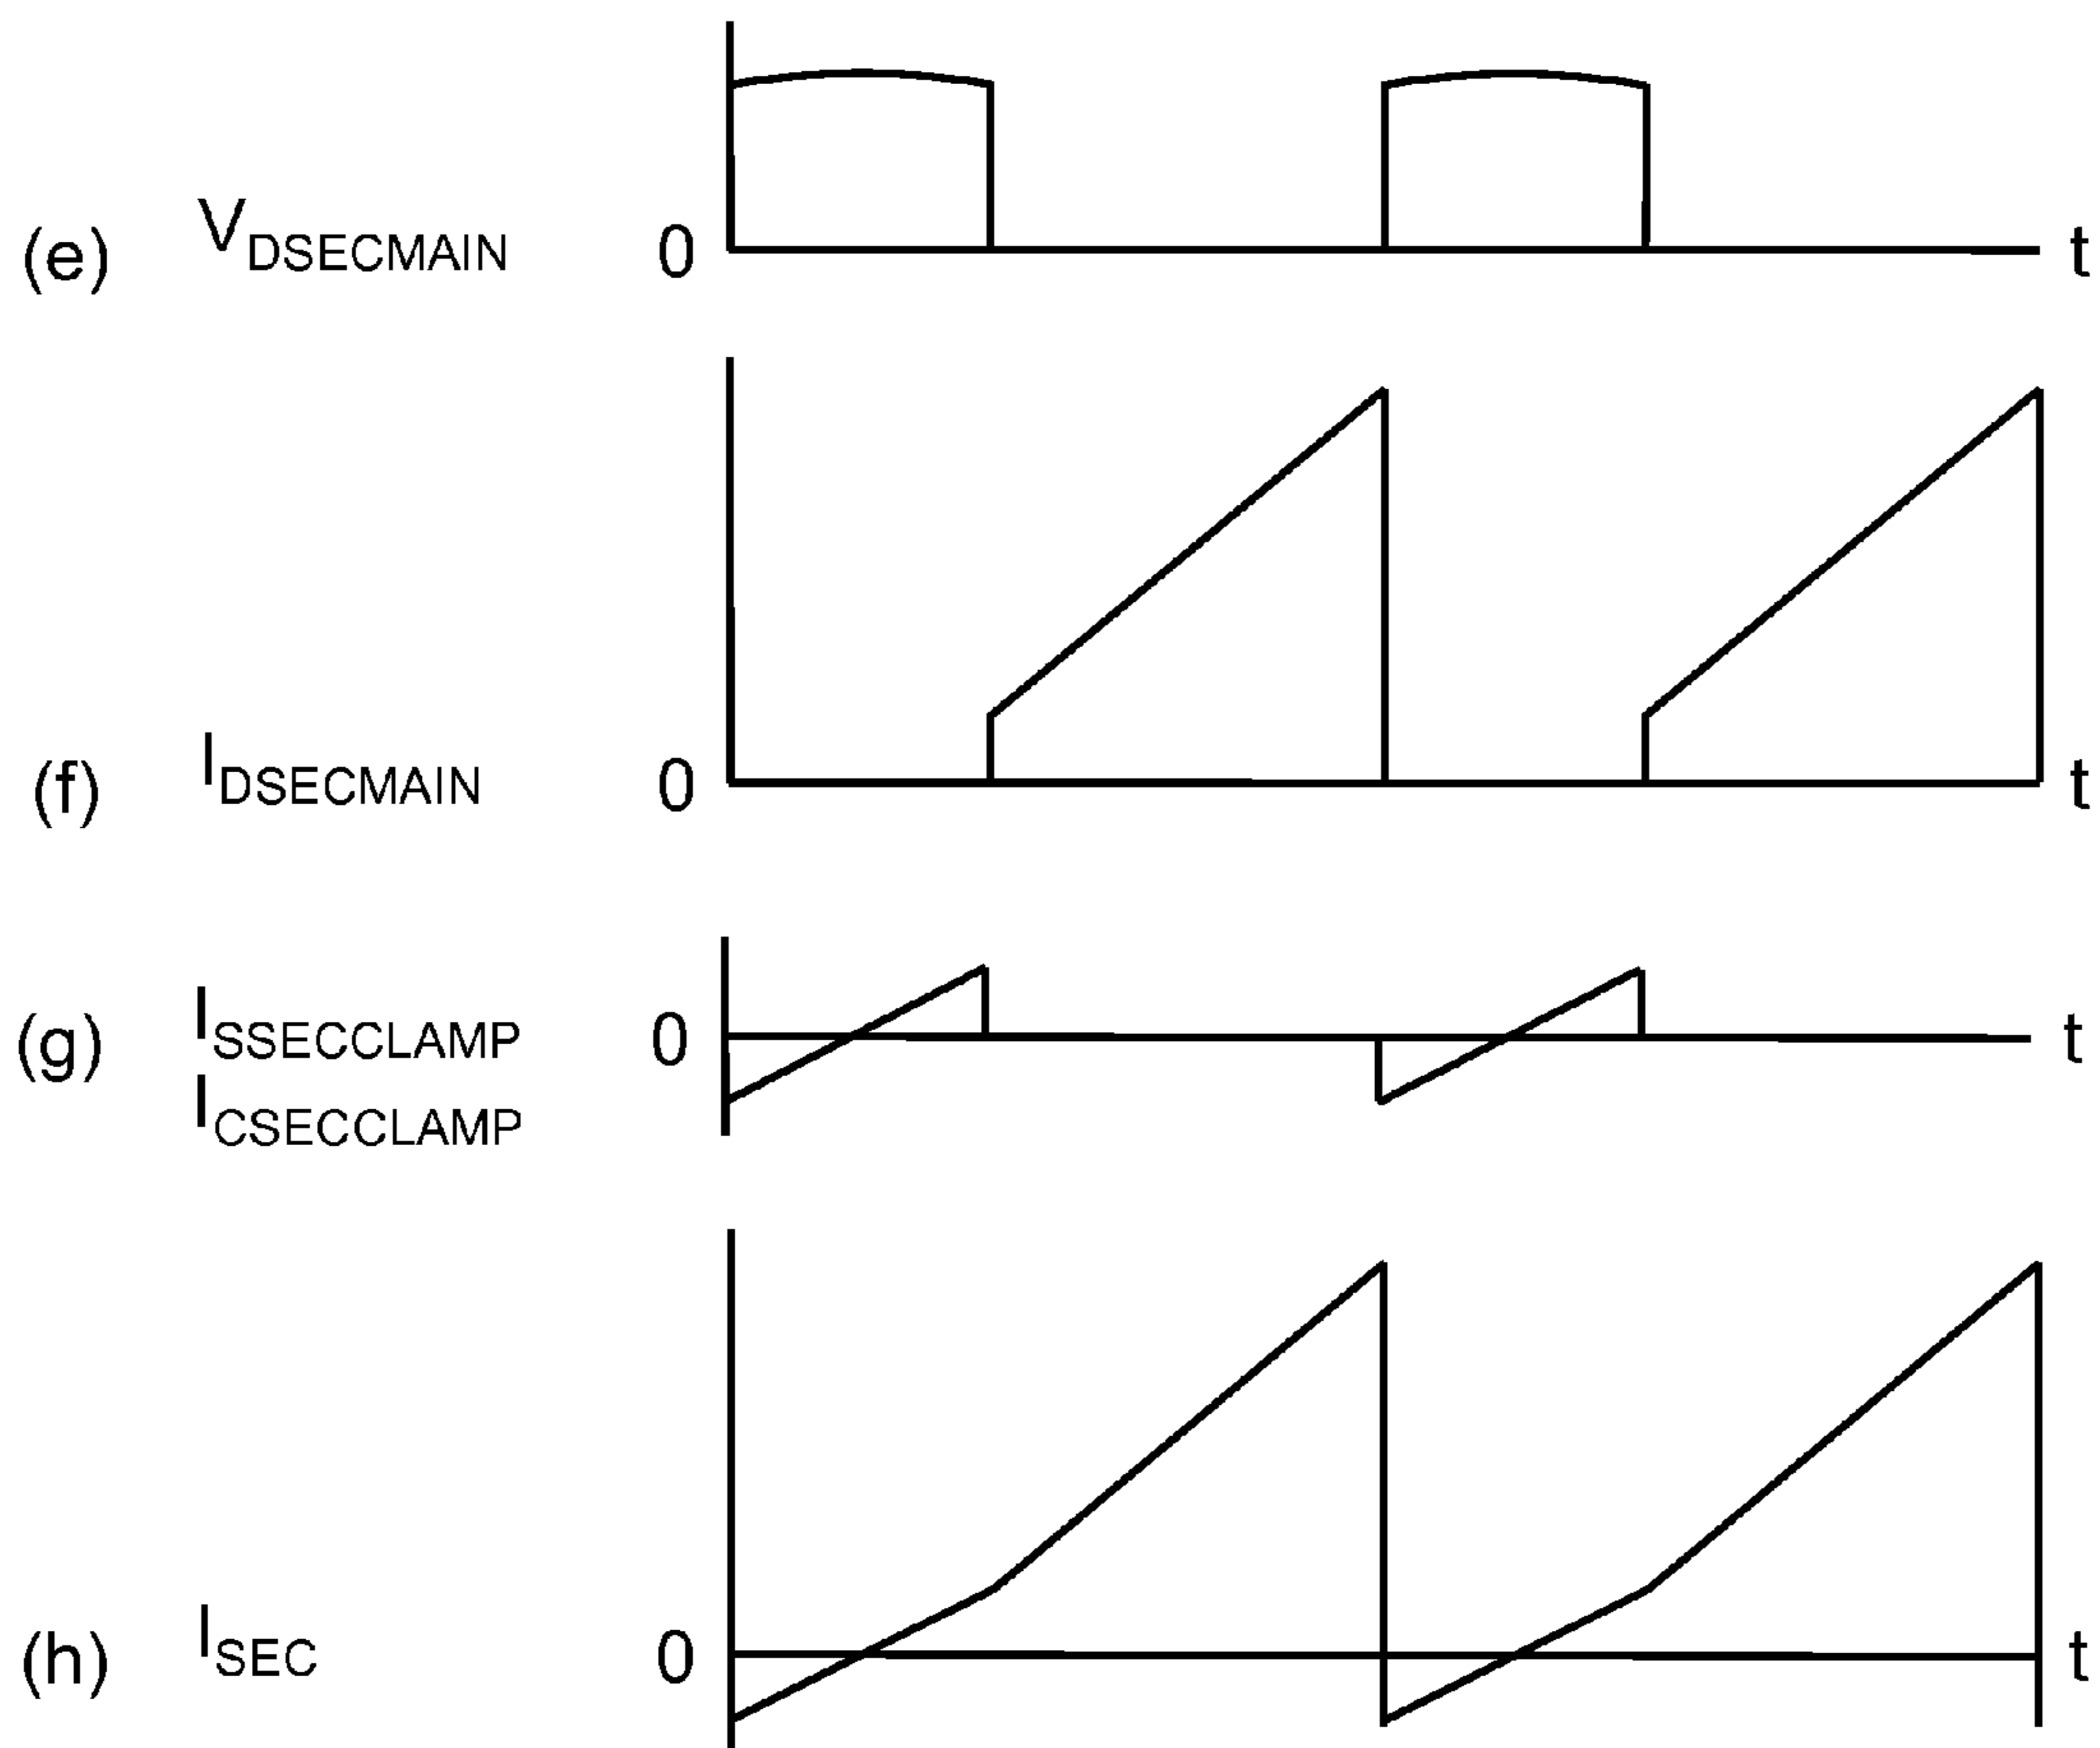 (e) VDSECMAIN 0 t
(f) IDSECMAIN 0 t
(g) ISSECCLAMP 0 t
ICSECCLAMP
(h) ISEC 0 t